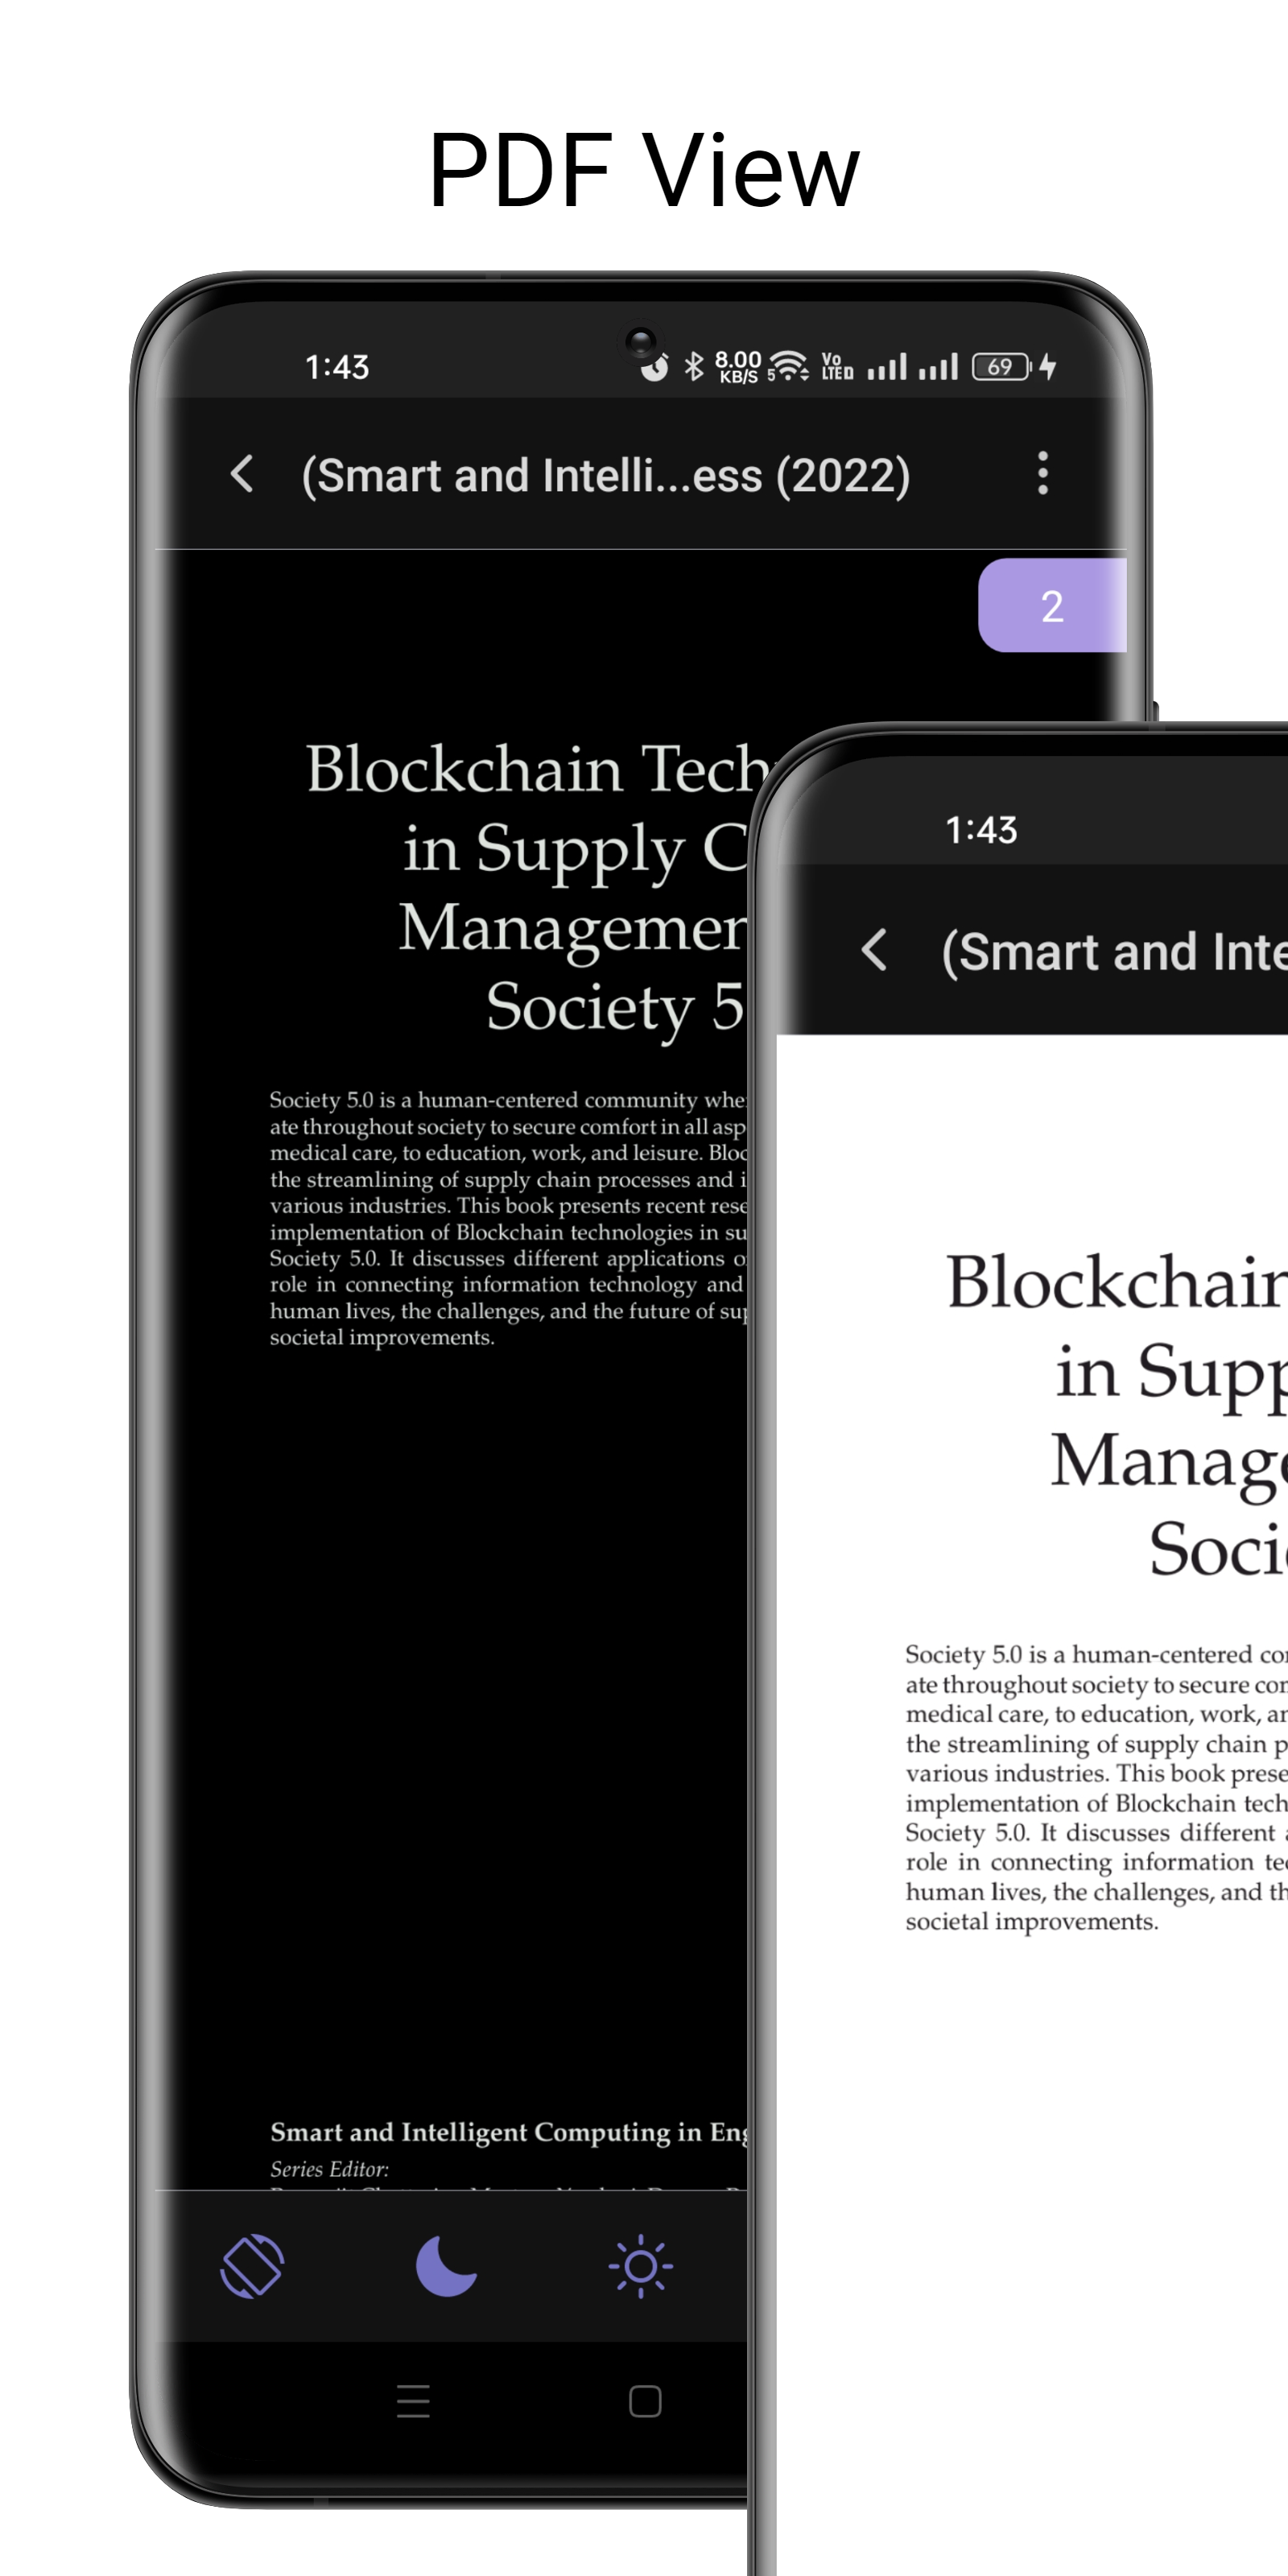 PDF View
1:43
8.00 KB/S 5 Vo LTE 69
(Smart and Intelli...ess (2022)
2
Blockchain Tech
in Supply C
Managemen
Society 5
Society 5.0 is a human-centered community whe
ate throughout society to secure comfort in all asp
medical care, to education, work, and leisure. Bloc
the streamlining of supply chain processes and i
various industries. This book presents recent rese
implementation of Blockchain technologies in su
Society 5.0. It discusses different applications o
role in connecting information technology and
human lives, the challenges, and the future of sup
societal improvements.
Smart and Intelligent Computing in Eng
Series Editor:
1:43
(Smart and Inte
Blockchain
in Supp
Manage
Socie
Society 5.0 is a human-centered co
ate throughout society to secure cor
medical care, to education, work, an
the streamlining of supply chain p
various industries. This book prese
implementation of Blockchain tech
Society 5.0. It discusses different a
role in connecting information te
human lives, the challenges, and th
societal improvements.